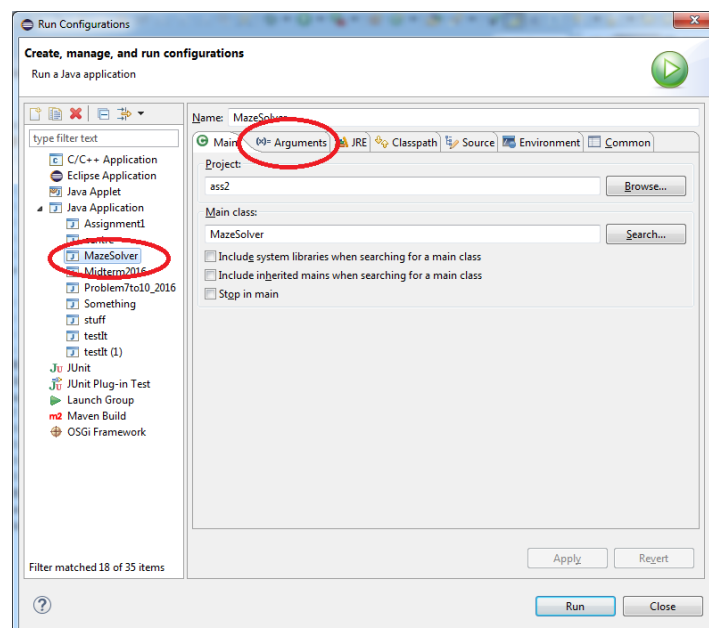 Run Configurations
Create, manage, and run configurations
Run a Java application
type filter text
C/C++ Application
Eclipse Application
Java Applet
Java Application
Assignment1
MazeSolver
Midterm2016
Problem7to10_2016
Something
stuff
testIt
testIt (1)
JUnit
JUnit Plug-in Test
Launch Group
m2 Maven Build
OSGi Framework
Filter matched 18 of 35 items
Name: MazeSolver
Main (x)= Arguments JRE Classpath Source Environment Common
Project:
ass2 Browse...
Main class:
MazeSolver Search...
Include system libraries when searching for a main class
Include inherited mains when searching for a main class
Stop in main
Apply Revert
Run Close